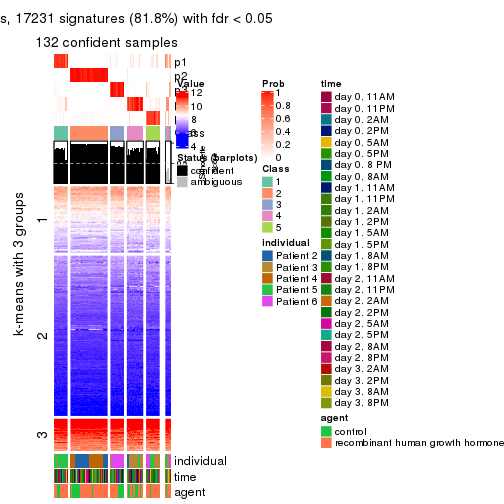 s, 17231 signatures (81.8%) with fdr < 0.05
132 confident samples
p1
p2
p3
Value
12
10
8
6
4
Status (barplots)
confident
ambiguous
Prob
1
0.8
0.6
0.4
0.2
0
Class
1
2
3
4
5
individual
Patient 2
Patient 3
Patient 4
Patient 5
Patient 6
time
day 0. 11AM
day 0. 11PM
day 0. 2AM
day 0. 2PM
day 0. 5AM
day 0. 5PM
day 0. 8 PM
day 0. 8AM
day 1. 11AM
day 1. 11PM
day 1. 2AM
day 1. 2PM
day 1. 5AM
day 1. 5PM
day 1. 8AM
day 1. 8PM
day 2. 11AM
day 2. 11PM
day 2. 2AM
day 2. 2PM
day 2. 5AM
day 2. 5PM
day 2. 8AM
day 2. 8PM
day 3. 2AM
day 3. 2PM
day 3. 8AM
day 3. 8PM
agent
control
recombinant human growth hormone
k-means with 3 groups
1
2
3
individual
time
agent